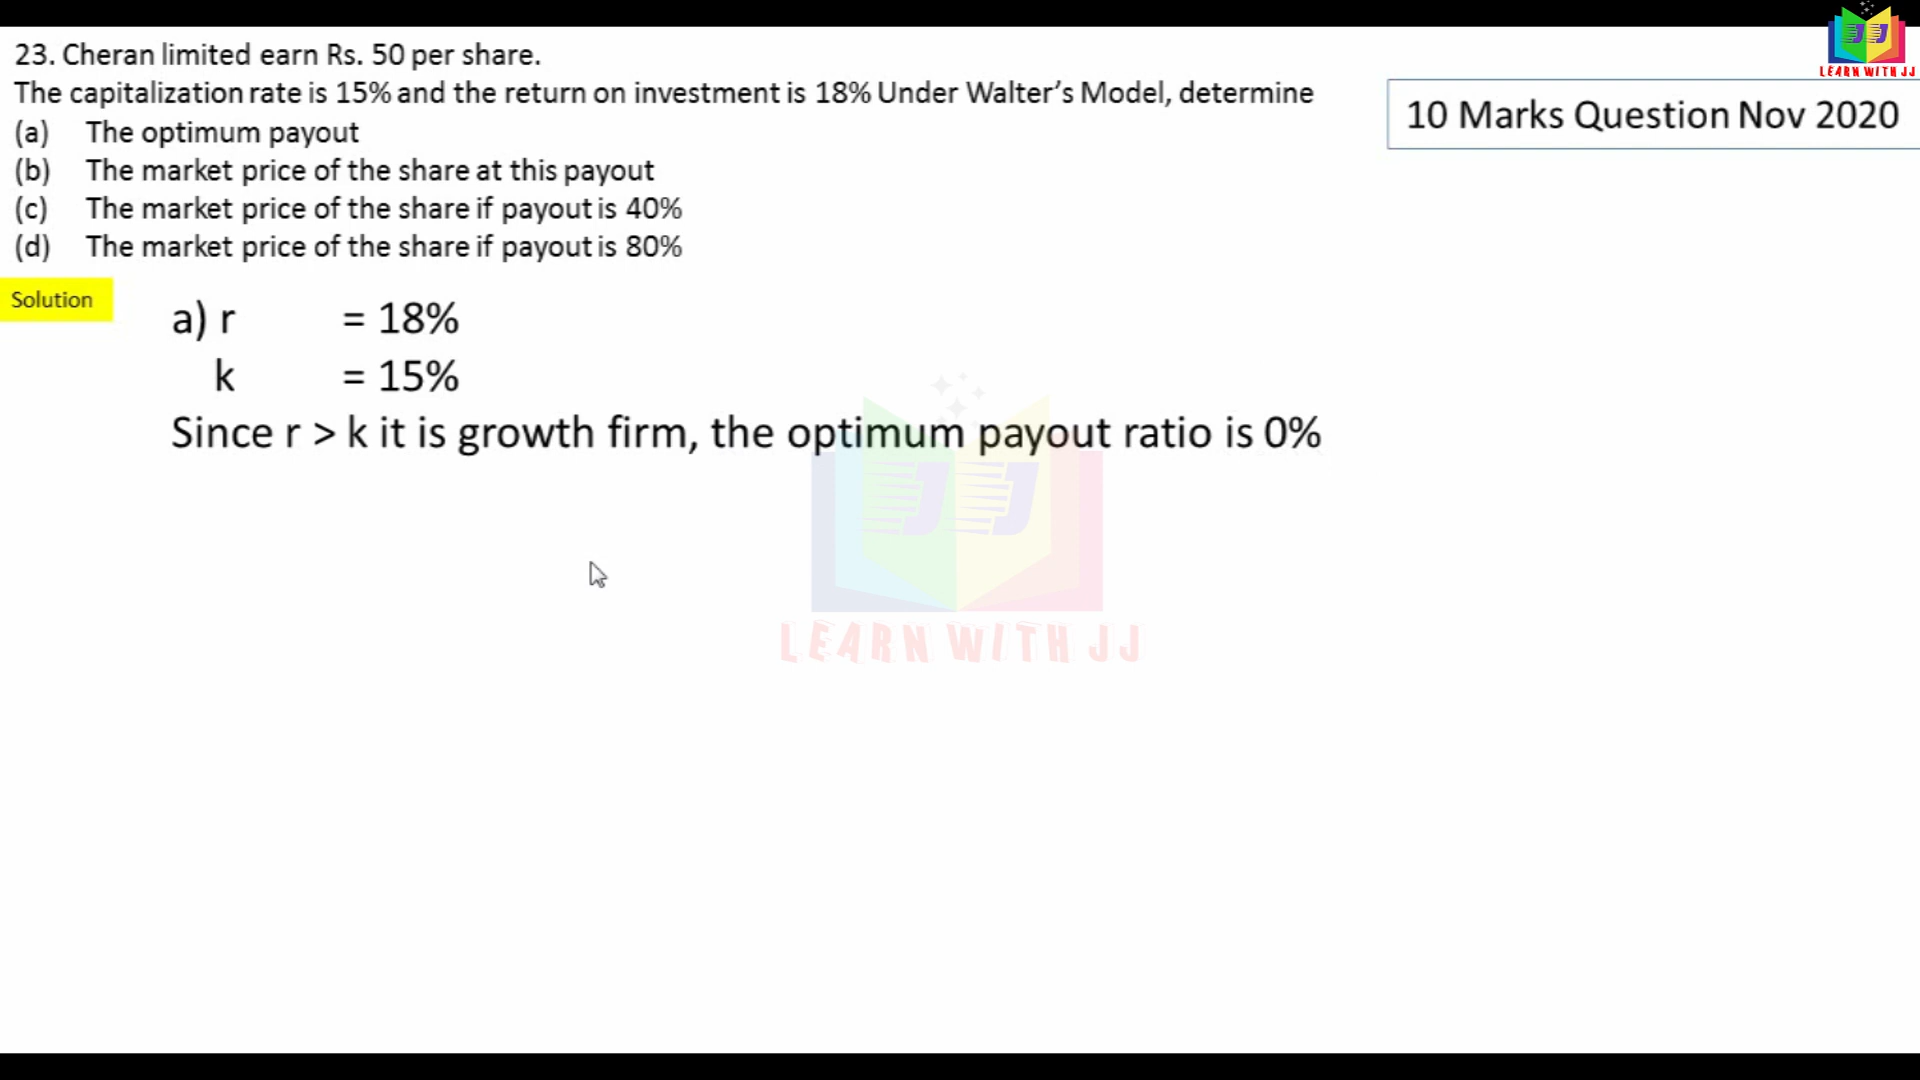 LEARN WITH JJ
23. Cheran limited earn Rs. 50 per share.
The capitalization rate is 15% and the return on investment is 18% Under Walter's Model, determine
10 Marks Question Nov 2020
(a) The optimum payout
(b) The market price of the share at this payout
(c) The market price of the share if payout is 40%
(d) The market price of the share if payout is 80%
Solution
a) r = 18%
k = 15%
Since r > k it is growth firm, the optimum payout ratio is 0%
JJ
LEARN WITH JJ